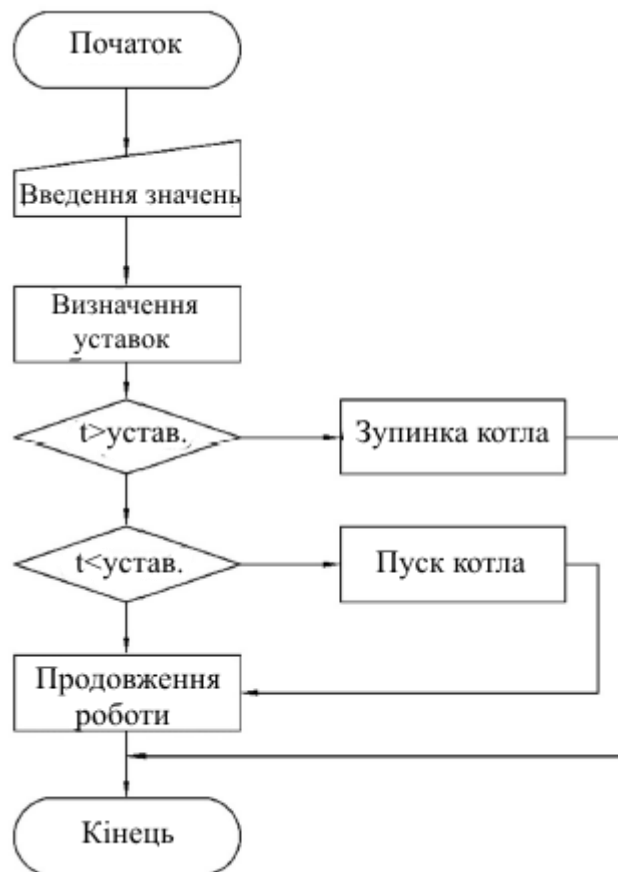 Початок
Введення значень
Визначення
уставок
t>устав.
Зупинка котла
t<устав.
Пуск котла
Продовження
роботи
Кінець